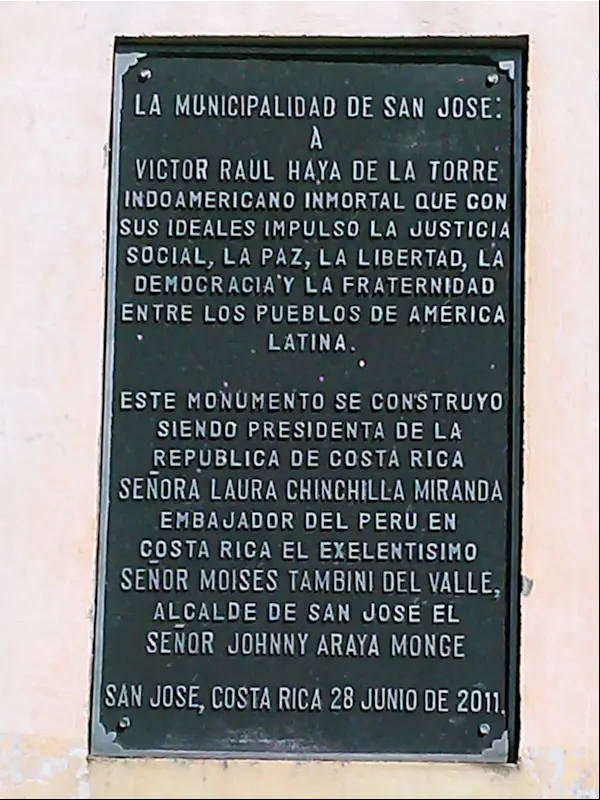 LA MUNICIPALIDAD DE SAN JOSE:
A
VICTOR RAUL HAYA DE LA TORRE
INDOAMERICANO INMORTAL QUE CON
SUS IDEALES IMPULSO LA JUSTICIA
SOCIAL, LA PAZ, LA LIBERTAD, LA
DEMOCRACIA Y LA FRATERNIDAD
ENTRE LOS PUEBLOS DE AMÉRICA
LATINA.
ESTE MONUMENTO SE CONSTRUYO
SIENDO PRESIDENTA DE LA
REPUBLICA DE COSTA RICA
SEÑORA LAURA CHINCHILLA MIRANDA
EMBAJADOR DEL PERU EN
COSTA RICA EL EXELENTISIMO
SEÑOR MOISES TAMBINI DEL VALLE,
ALCALDE DE SAN JOSE EL
SEÑOR JOHNNY ARAYA MONGE
SAN JOSE, COSTA RICA 28 JUNIO DE 2011.